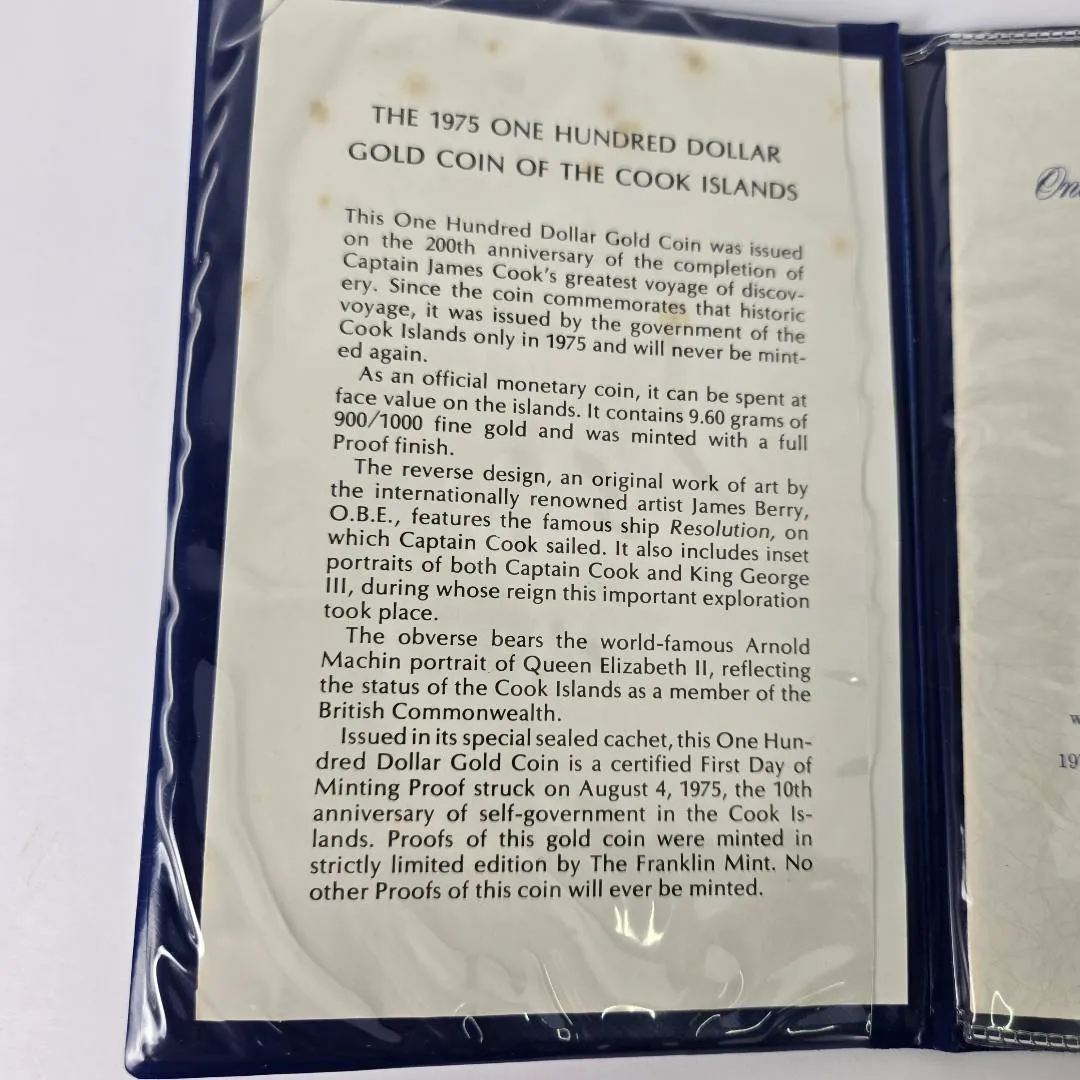 THE 1975 ONE HUNDRED DOLLAR
GOLD COIN OF THE COOK ISLANDS
This One Hundred Dollar Gold Coin was issued
on the 200th anniversary of the completion of
Captain James Cook's greatest voyage of discov-
ery. Since the coin commemorates that historic
voyage, it was issued by the government of the
Cook Islands only in 1975 and will never be mint-
ed again.
As an official monetary coin, it can be spent at
face value on the islands. It contains 9.60 grams of
900/1000 fine gold and was minted with a full
Proof finish.
The reverse design, an original work of art by
the internationally renowned artist James Berry,
O.B.E., features the famous ship Resolution, on
which Captain Cook sailed. It also includes inset
portraits of both Captain Cook and King George
III, during whose reign this important exploration
took place.
The obverse bears the world-famous Arnold
Machin portrait of Queen Elizabeth II, reflecting
the status of the Cook Islands as a member of the
British Commonwealth.
Issued in its special sealed cachet, this One Hun-
dred Dollar Gold Coin is a certified First Day of
Minting Proof struck on August 4, 1975, the 10th
anniversary of self-government in the Cook Is-
lands. Proofs of this gold coin were minted in
strictly limited edition by The Franklin Mint. No
other Proofs of this coin will ever be minted.